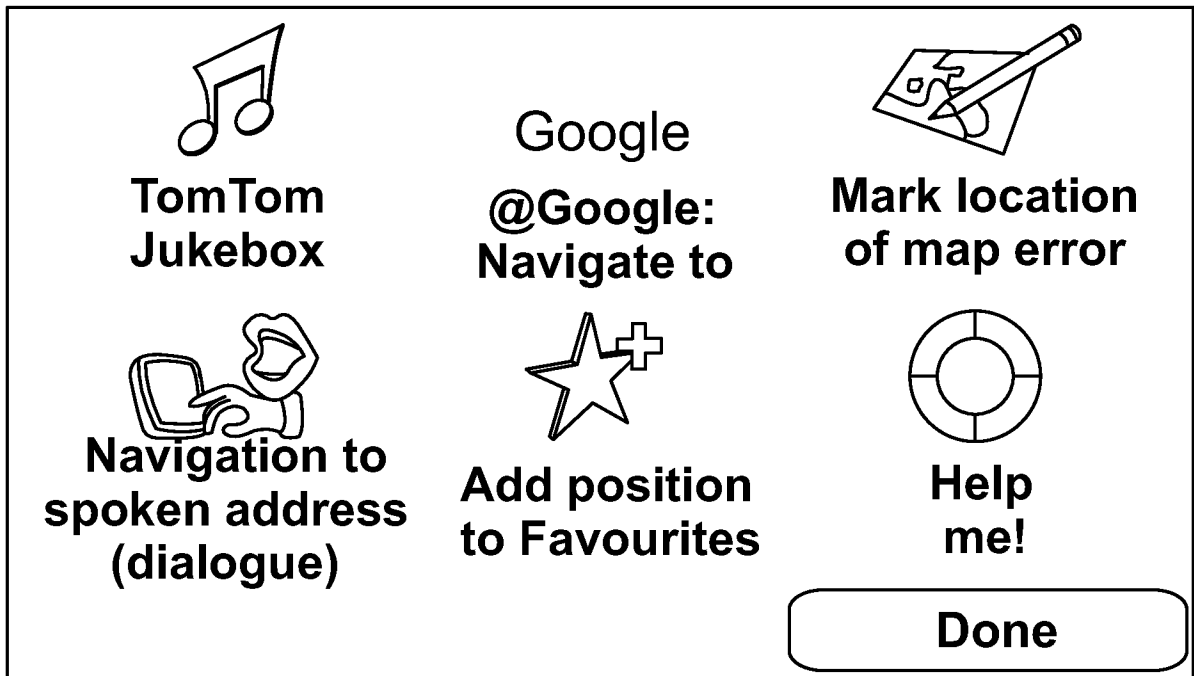 TomTom
Jukebox
Google
@Google:
Navigate to
Mark location
of map error
Navigation to
spoken address
(dialogue)
Add position
to Favourites
Help
me!
Done